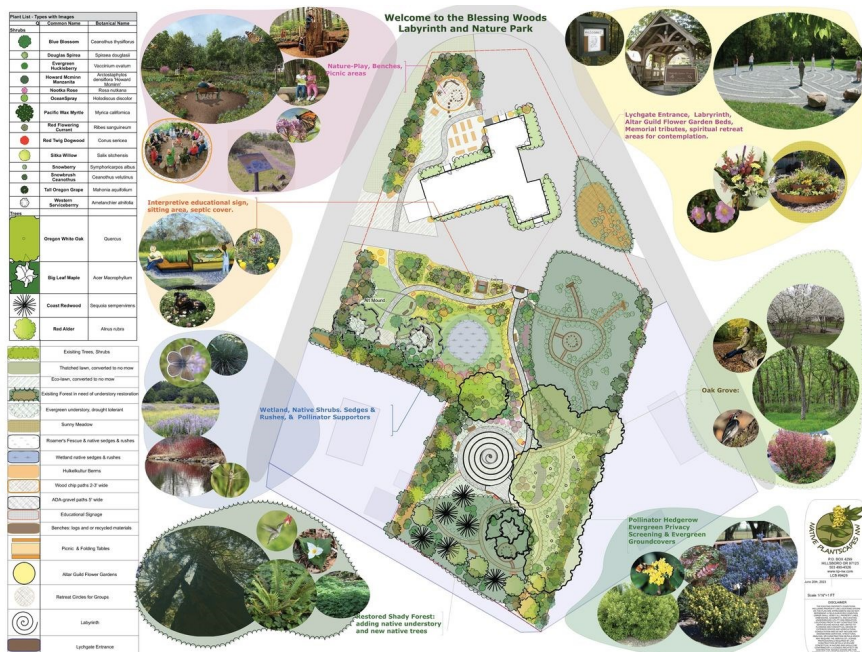 Welcome to the Blessing Woods
Labyrinth and Nature Park
Plant List - Types with Images
Common Name
Botanical Name
Shrubs
Blue Blossom
Ceanothus thyrsiflorus
Douglas Spirea
Spiraea douglasii
Evergreen
Huckleberry
Vaccinium ovatum
Howard Mcminn
Manzanita
Arctostaphylos
densiflora 'Howard
Mcminn'
Nootka Rose
Rosa nutkana
OceanSpray
Holodiscus discolor
Pacific Wax Myrtle
Myrica californica
Red Flowering
Currant
Ribes sanguineum
Red Twig Dogwood
Cornus sericea
Sitka Willow
Salix sitchensis
Snowberry
Symphoricarpos albus
Snowbrush
Ceanothus
Ceanothus velutinus
Tall Oregon Grape
Mahonia aquifolium
Western
Serviceberry
Amelanchier alnifolia
Trees
Oregon White Oak
Quercus
Big Leaf Maple
Acer Macrophyllum
Coast Redwood
Sequoia sempervirens
Red Alder
Alnus rubra
Existing Trees, Shrubs
Thatched lawn, converted to no mow
Eco-lawn, converted to no mow
Existing Forest in need of understory restoration
Evergreen understory, drought tolerant
Sunny Meadow
Roemer's Fescue & native sedges & rushes
Wetland native sedges & rushes
Hulkelkultur Berms
Wood chip paths 2-3' wide
ADA-gravel paths 5' wide
Educational Signage
Benches: logs and or recycled materials
Picnic & Folding Tables
Altar Guild Flower Gardens
Retreat Circles for Groups
Labyrinth
Lychgate Entrance
Nature-Play, Benches,
Picnic areas
Interpretive educational sign,
sitting area, septic cover.
Wetland, Native Shrubs, Sedges &
Rushes, & Pollinator Supportors
Restored Shady Forest:
adding native understory
and new native trees
Lychgate Entrance, Labryrinth,
Altar Guild Flower Garden Beds,
Memorial tributes, spiritual retreat
areas for contemplation.
Oak Grove:
Pollinator Hedgerow
Evergreen Privacy
Screening & Evergreen
Groundcovers
NATIVE PLANTSCAPES NW
HILLSBORO OR 97123
DISCLAIMER